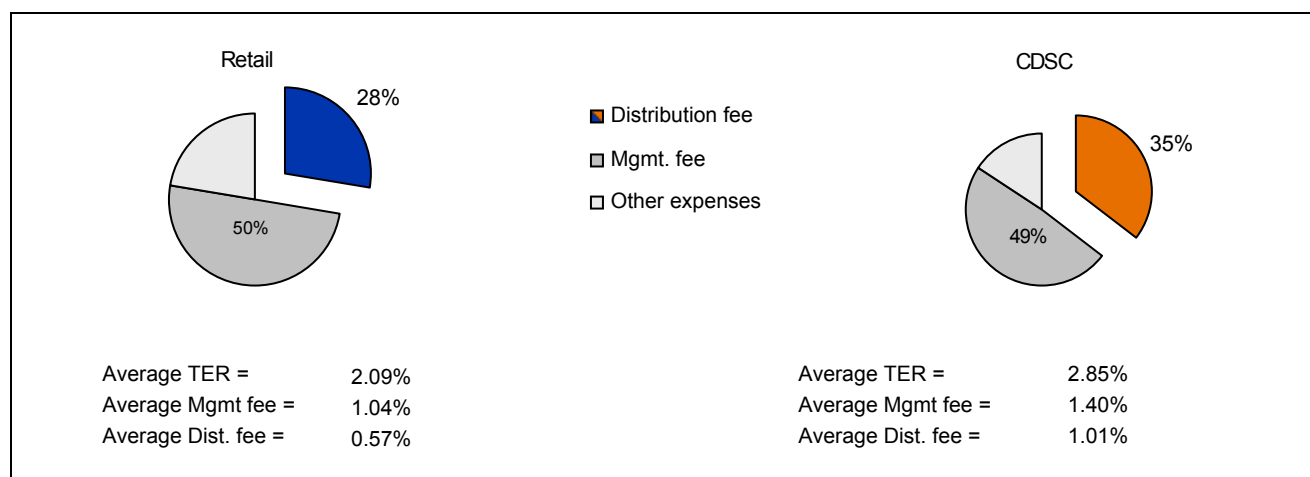 Retail
28%
50%
Distribution fee
Mgmt. fee
Other expenses
CDSC
35%
49%
Average TER = 2.09%
Average Mgmt fee = 1.04%
Average Dist. fee = 0.57%
Average TER = 2.85%
Average Mgmt fee = 1.40%
Average Dist. fee = 1.01%